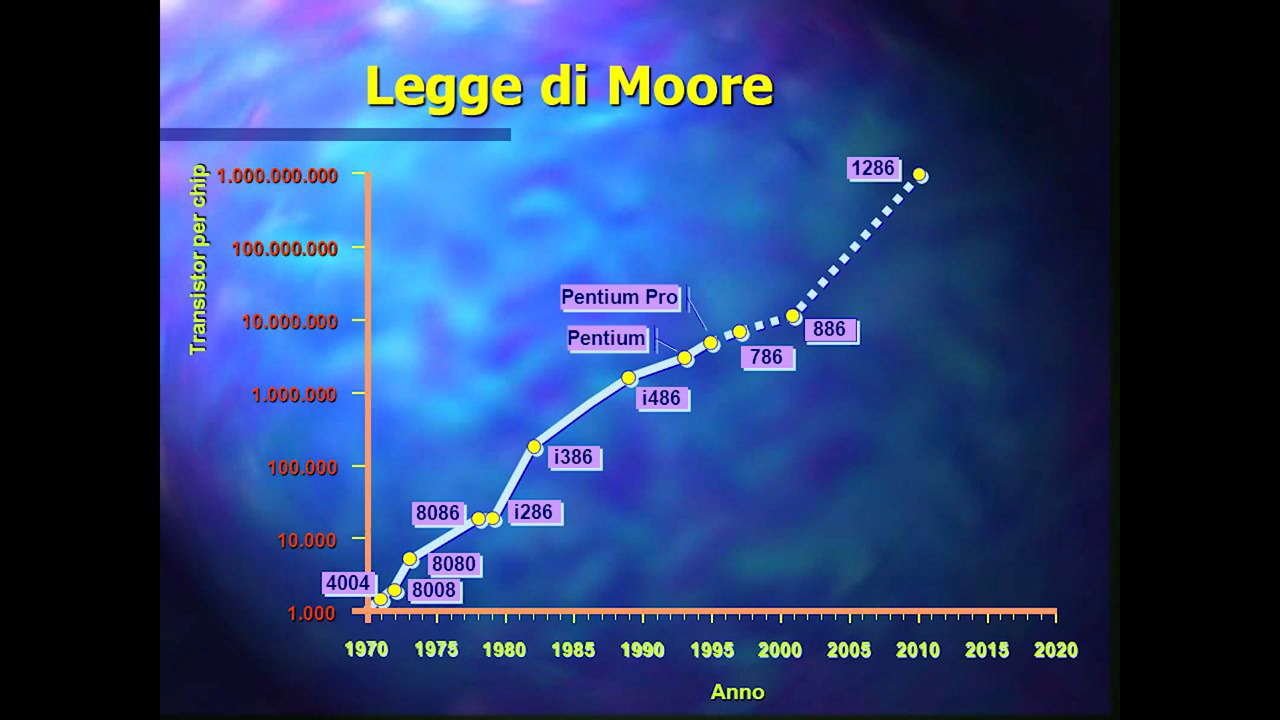 Legge di Moore
Transistor per chip
1.000.000.000
100.000.000
10.000.000
1.000.000
100.000
10.000
1.000
1286
Pentium Pro
Pentium
886
786
i486
i386
8086
i286
8080
4004
8008
1970 1975 1980 1985 1990 1995 2000 2005 2010 2015 2020
Anno